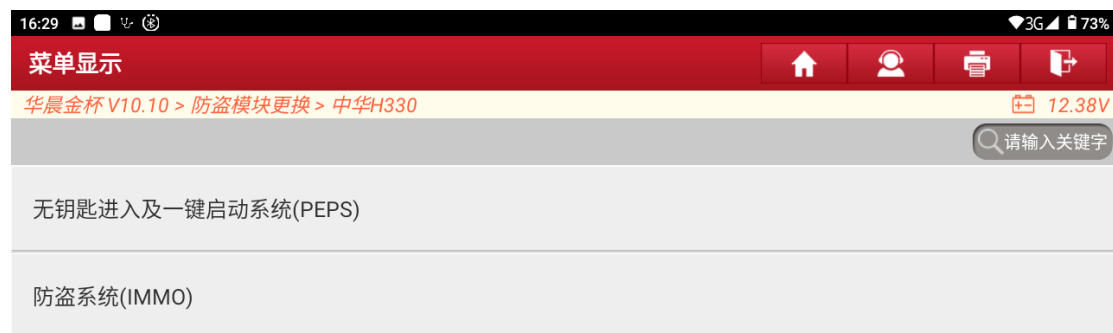 16:29 3G 73%
菜单显示
华晨金杯 V10.10 > 防盗模块更换 > 中华H330 12.38V
请输入关键字
无钥匙进入及一键启动系统(PEPS)
防盗系统(IMMO)